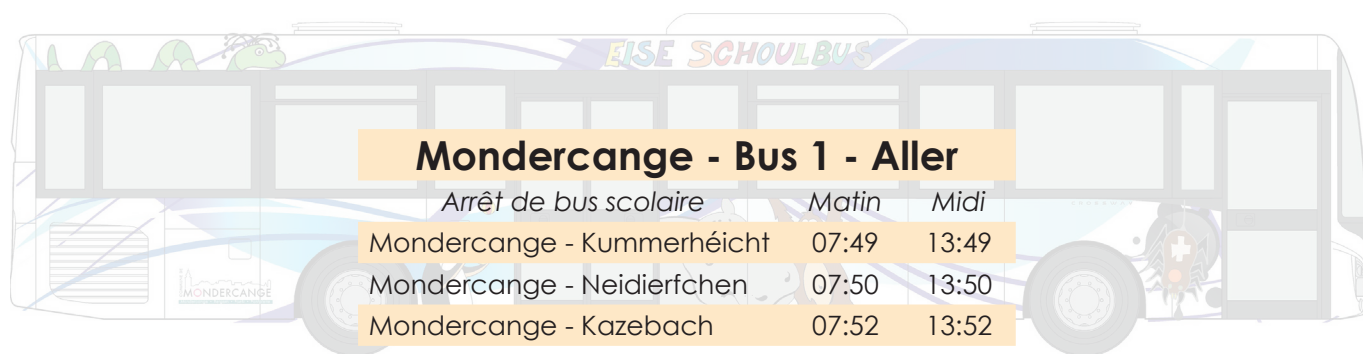 EISE SCHOULBUS
Mondercange - Bus 1 - Aller
Arrêt de bus scolaire Matin Midi
Mondercange - Kummerhéicht 07:49 13:49
Mondercange - Neidierfchen 07:50 13:50
MONDERCANGE
Mondercange - Kazebach 07:52 13:52